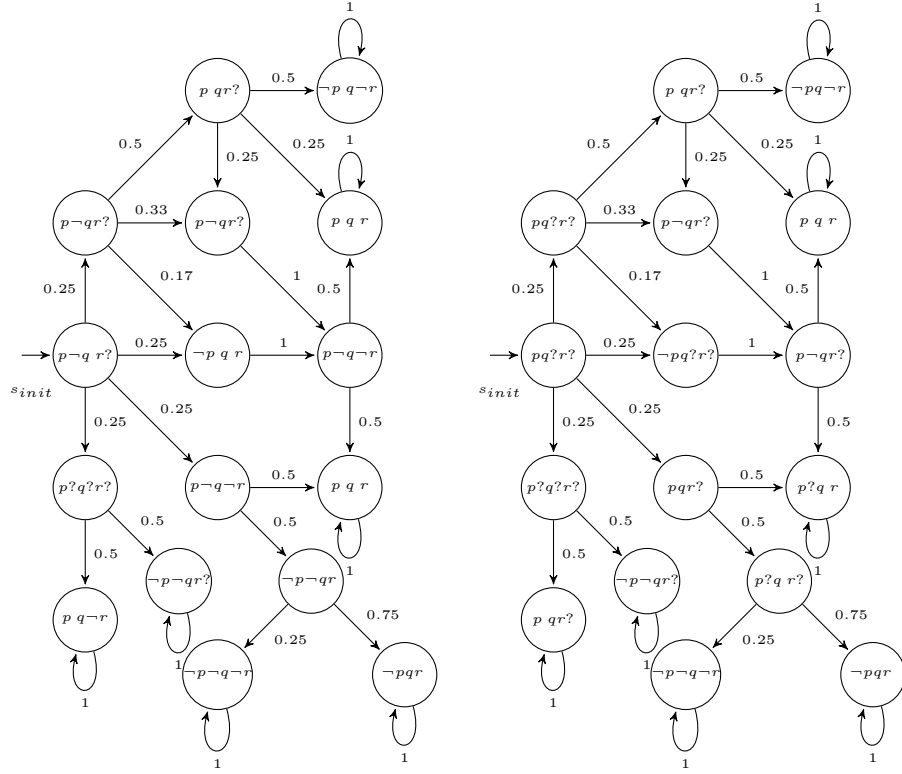 1 1
p qr? 0.5 ¬p q¬r p qr? 0.5 ¬pq¬r
0.5 0.25 0.25 1 0.5 0.25 0.25 1
p¬qr? 0.33 p¬qr? p q r pq?r? 0.33 p¬qr? p q r
0.25 0.17 1 0.5 0.25 0.17 1 0.5
p¬q r? 0.25 ¬p q r 1 p¬q¬r pq?r? 0.25 ¬pq?r? 1 p¬qr?
s_init 0.25 0.25 0.5 s_init 0.25 0.25 0.5
p?q?r? p¬q¬r 0.5 p q r p?q?r? pqr? 0.5 p?q r
0.5 0.5 0.5 1 0.5 0.5 0.5 1
p q¬r ¬p¬qr? ¬p¬qr p qr? ¬p¬qr? p?q r?
1 0.25 0.75 1 0.25 0.75
¬p¬q¬r ¬pqr ¬p¬q¬r ¬pqr
1 1 1 1 1 1